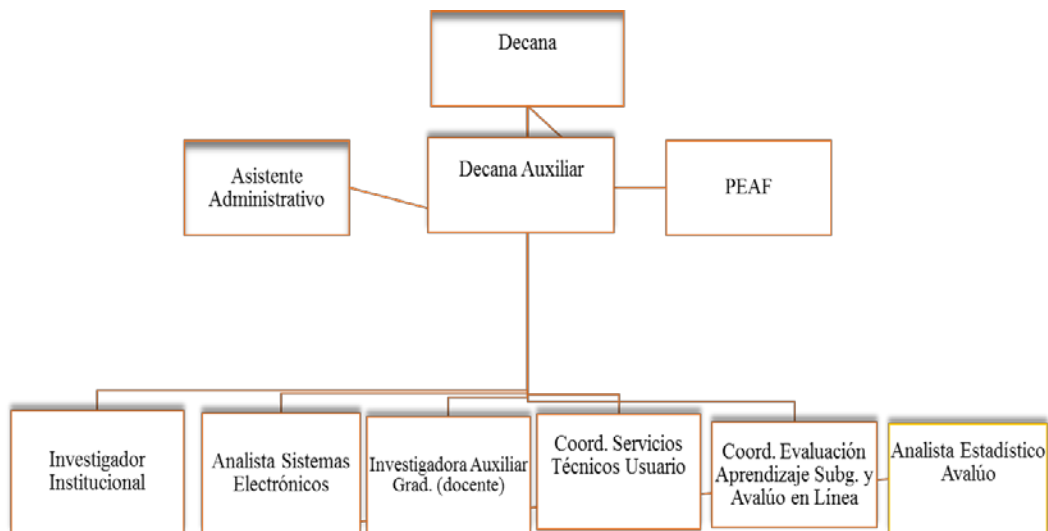 Decana
Decana Auxiliar
Asistente
Administrativo
PEAF
Investigador
Institucional
Analista Sistemas
Electrónicos
Investigadora Auxiliar
Grad. (docente)
Coord. Servicios
Técnicos Usuario
Coord. Evaluación
Aprendizaje Subg. y
Avalúo en Línea
Analista Estadístico
Avalúo